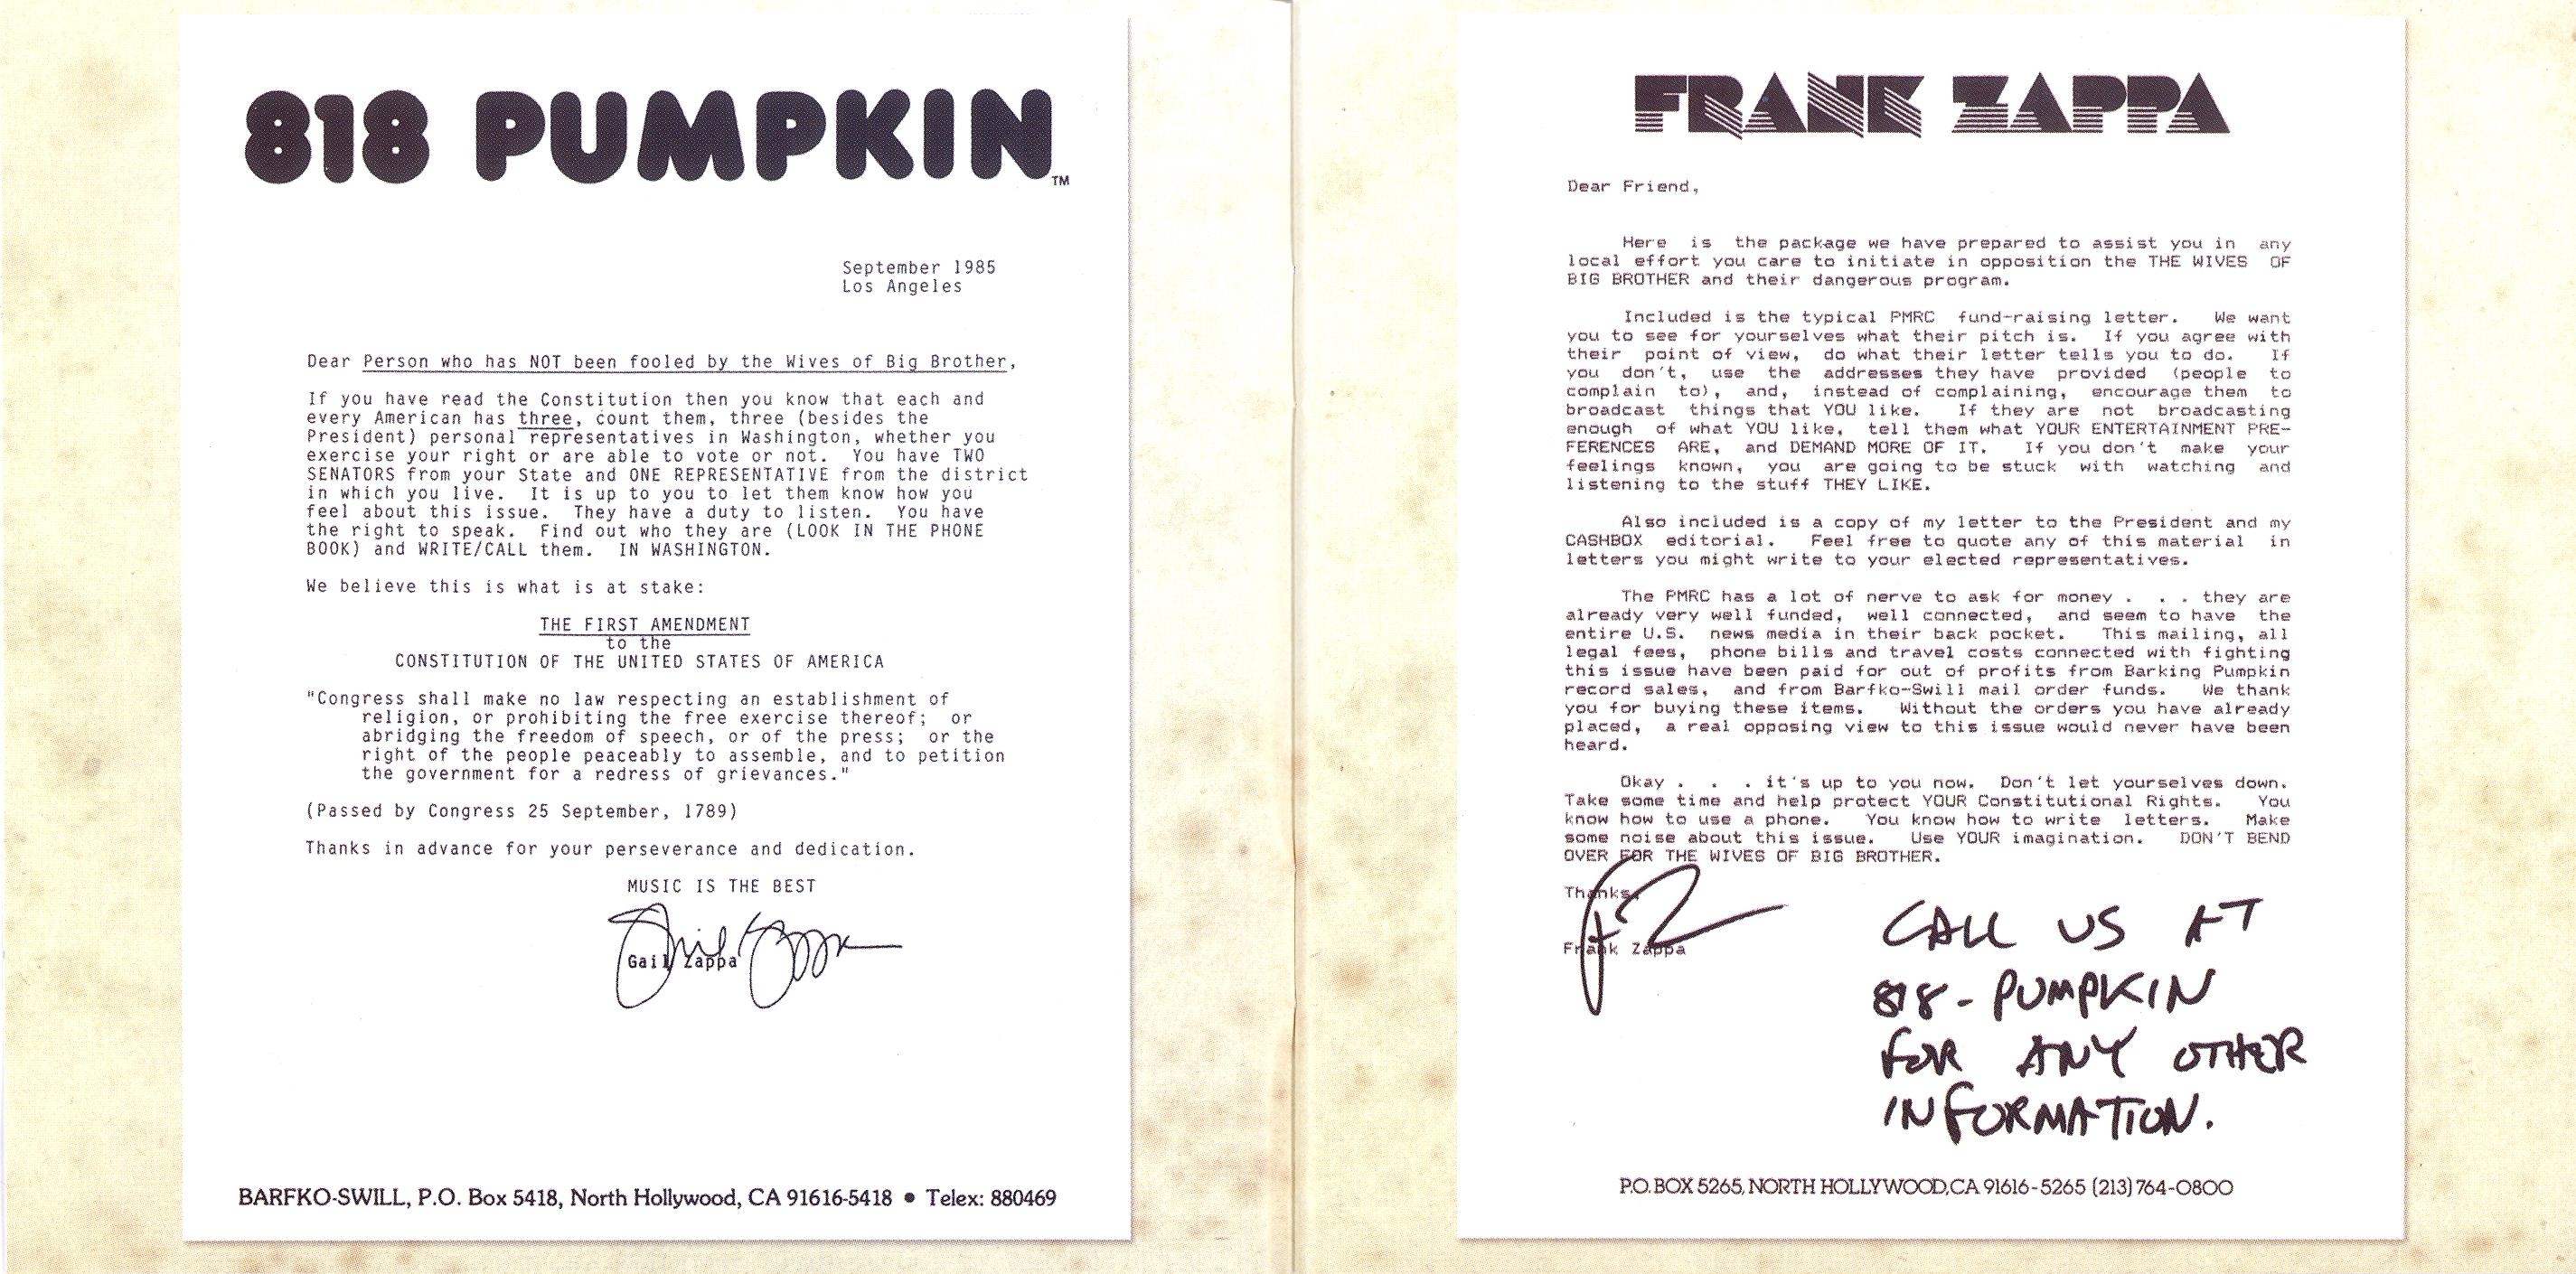 818 PUMPKIN™
September 1985
Los Angeles
Dear Person who has NOT been fooled by the Wives of Big Brother,
If you have read the Constitution then you know that each and
every American has three, count them, three (besides the
President) personal representatives in Washington, whether you
exercise your right or are able to vote or not. You have TWO
SENATORS from your State and ONE REPRESENTATIVE from the district
in which you live. It is up to you to let them know how you
feel about this issue. They have a duty to listen. You have
the right to speak. Find out who they are (LOOK IN THE PHONE
BOOK) and WRITE/CALL them. IN WASHINGTON.
We believe this is what is at stake:
THE FIRST AMENDMENT
to the
CONSTITUTION OF THE UNITED STATES OF AMERICA
"Congress shall make no law respecting an establishment of
religion, or prohibiting the free exercise thereof; or
abridging the freedom of speech, or of the press; or the
right of the people peaceably to assemble, and to petition
the government for a redress of grievances."
(Passed by Congress 25 September, 1789)
Thanks in advance for your perseverance and dedication.
MUSIC IS THE BEST
Gail Zappa
Gail Zappa
BARFKO-SWILL, P.O. Box 5418, North Hollywood, CA 91616-5418 • Telex: 880469
FRANK ZAPPA
Dear Friend,
Here is the package we have prepared to assist you in any
local effort you care to initiate in opposition the THE WIVES OF
BIG BROTHER and their dangerous program.
Included is the typical PMRC fund-raising letter. We want
you to see for yourselves what their pitch is. If you agree with
their point of view, do what their letter tells you to do. If
you don't, use the addresses they have provided (people to
complain to), and, instead of complaining, encourage them to
broadcast things that YOU like. If they are not broadcasting
enough of what YOU like, tell them what YOUR ENTERTAINMENT PRE-
FERENCES ARE, and DEMAND MORE OF IT. If you don't make your
feelings known, you are going to be stuck with watching and
listening to the stuff THEY LIKE.
Also included is a copy of my letter to the President and my
CASHBOX editorial. Feel free to quote any of this material in
letters you might write to your elected representatives.
The PMRC has a lot of nerve to ask for money . . . they are
already very well funded, well connected, and seem to have the
entire U.S. news media in their back pocket. This mailing, all
legal fees, phone bills and travel costs connected with fighting
this issue have been paid for out of profits from Barking Pumpkin
record sales, and from Barfko-Swill mail order funds. We thank
you for buying these items. Without the orders you have already
placed, a real opposing view to this issue would never have been
heard.
Okay . . . it's up to you now. Don't let yourselves down.
Take some time and help protect YOUR Constitutional Rights. You
know how to use a phone. You know how to write letters. Make
some noise about this issue. Use YOUR imagination. DON'T BEND
OVER FOR THE WIVES OF BIG BROTHER.
Thanks,
FZ
Frank Zappa
CALL US AT
818-PUMPKIN
FOR ANY OTHER
INFORMATION.
P.O. BOX 5265, NORTH HOLLYWOOD, CA 91616-5265 (213) 764-0800